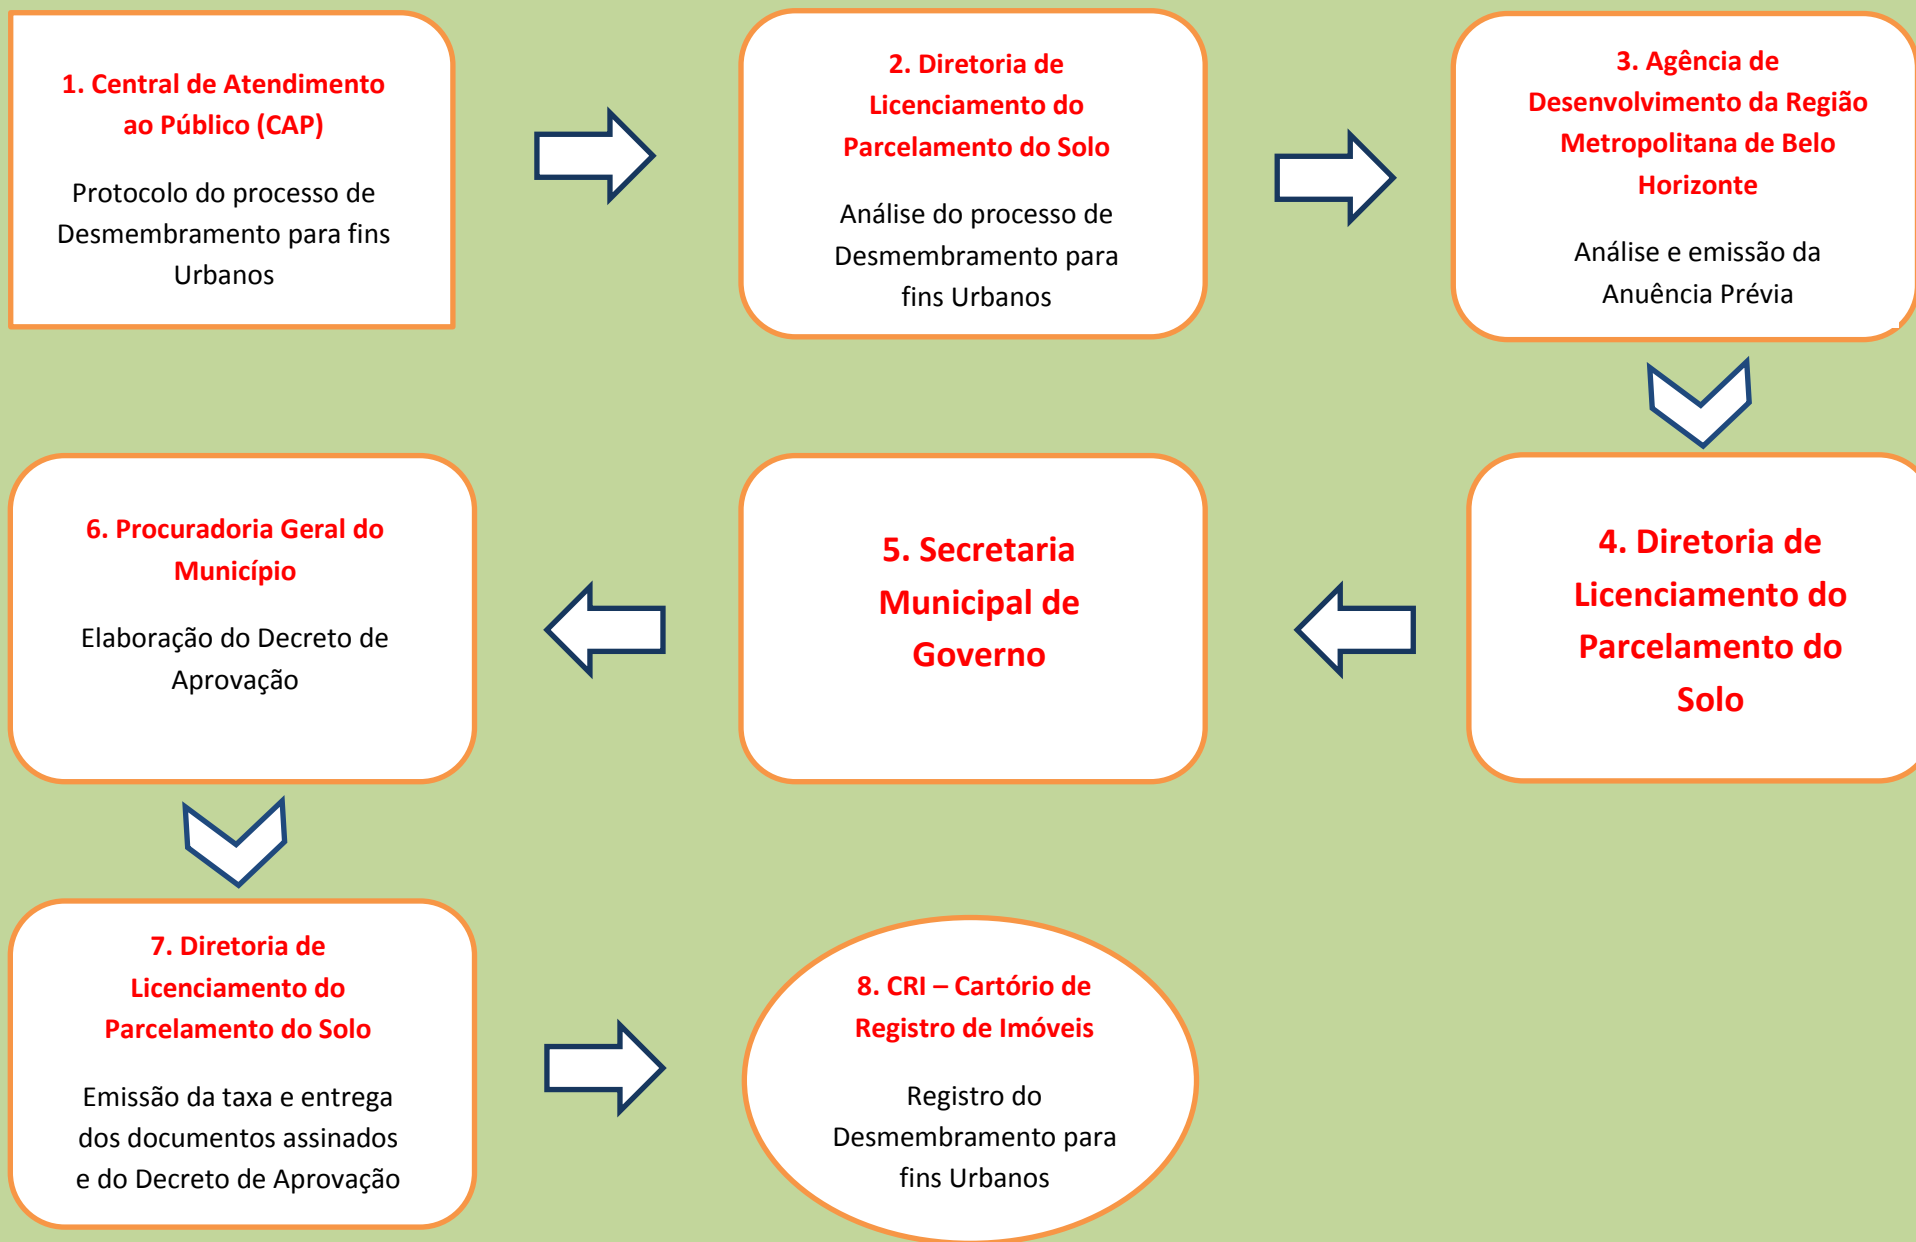 1. Central de Atendimento
ao Público (CAP)
Protocolo do processo de
Desmembramento para fins
Urbanos
2. Diretoria de
Licenciamento do
Parcelamento do Solo
Análise do processo de
Desmembramento para
fins Urbanos
3. Agência de
Desenvolvimento da Região
Metropolitana de Belo
Horizonte
Análise e emissão da
Anuência Prévia
4. Diretoria de
Licenciamento do
Parcelamento do
Solo
5. Secretaria
Municipal de
Governo
6. Procuradoria Geral do
Município
Elaboração do Decreto de
Aprovação
7. Diretoria de
Licenciamento do
Parcelamento do Solo
Emissão da taxa e entrega
dos documentos assinados
e do Decreto de Aprovação
8. CRI – Cartório de
Registro de Imóveis
Registro do
Desmembramento para
fins Urbanos